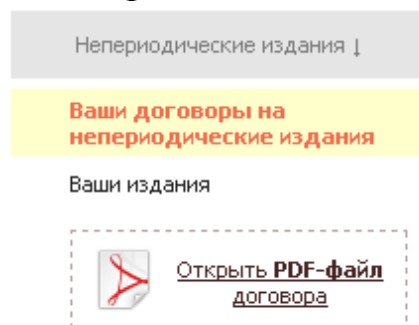 Непериодические издания ↓
Ваши договоры на
непериодические издания
Ваши издания
Открыть PDF-файл
договора